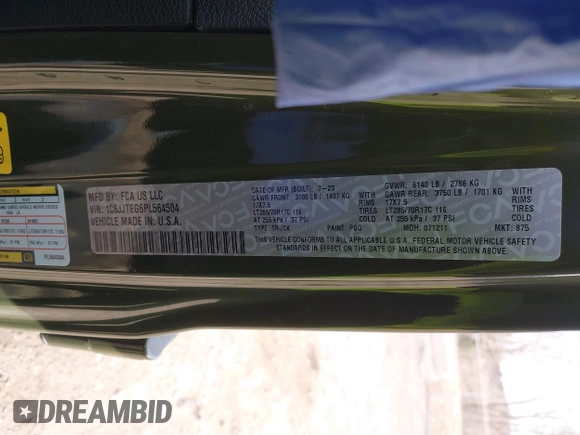 MFD BY: FCA US LLC
VIN: 1C6JJTEG6PL564504
VEHICLE MADE IN U.S.A.
DATE OF MFR (BUILT): 7-23
GAWR FRONT: 3100 LB / 1407 KG
17X7.5
RIMS
LT285/70R17C 116
AT 255 kPa / 37 PSI
TYPE: TRUCK
PAINT: PGG
GVWR: 6140 LB / 2786 KG
GAWR REAR: 3750 LB / 1701 KG
WITH TIRES
17X7.5
RIMS
LT285/70R17C 116
COLD
AT 255 kPa / 37 PSI
MDH: 071211
MKT: 875
THIS VEHICLE CONFORMS TO ALL APPLICABLE U.S.A. FEDERAL MOTOR VEHICLE SAFETY
STANDARDS IN EFFECT ON THE DATE OF MANUFACTURE SHOWN ABOVE.
PL564504
DREAMBID